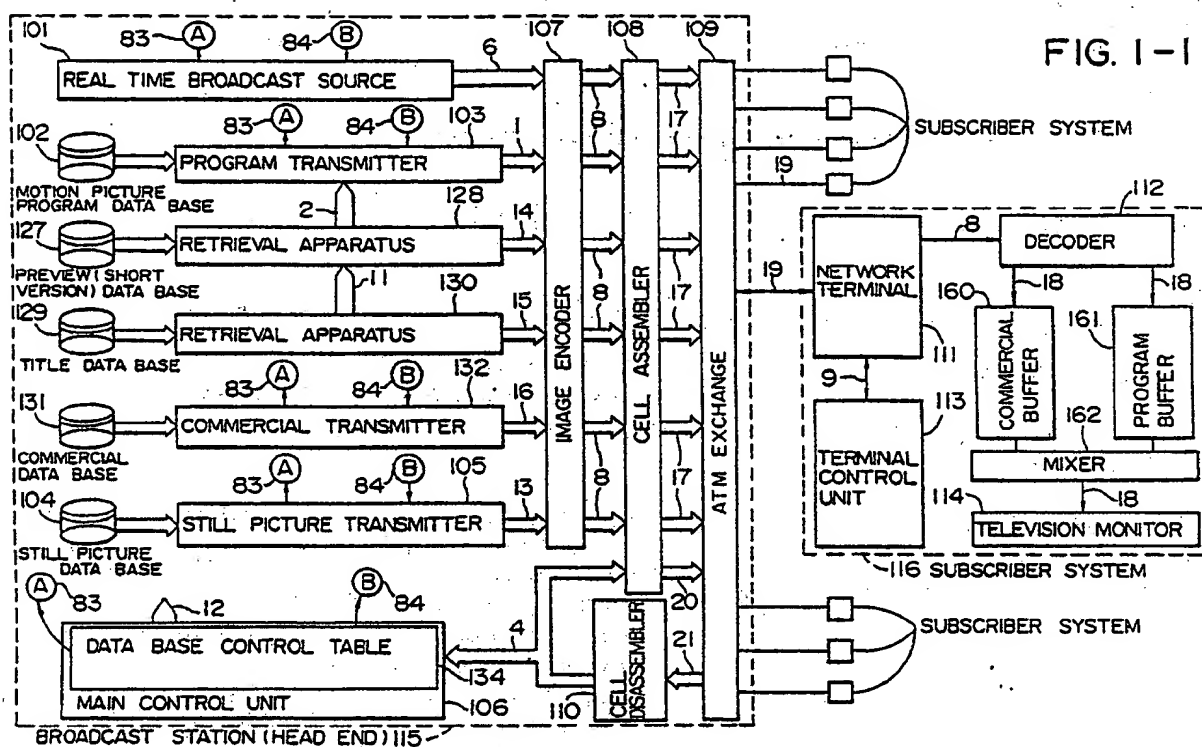 FIG. 1-1
101
83
A
84
B
107
108
109
REAL TIME BROADCAST SOURCE
6
8
17
102
83
A
84
B
103
PROGRAM TRANSMITTER
1
8
17
SUBSCRIBER SYSTEM
MOTION PICTURE
PROGRAM DATA BASE
2
128
19
127
RETRIEVAL APPARATUS
14
8
17
PREVIEW (SHORT
VERSION) DATA BASE
11
130
129
RETRIEVAL APPARATUS
15
8
17
TITLE DATA BASE
83
A
84
B
132
131
COMMERCIAL TRANSMITTER
16
8
17
COMMERCIAL
DATA BASE
83
A
84
B
105
104
STILL PICTURE TRANSMITTER
13
8
17
STILL PICTURE
DATA BASE
IMAGE ENCODER
CELL ASSEMBLER
ATM EXCHANGE
19
NETWORK
TERMINAL
111
8
112
DECODER
18
18
160
COMMERCIAL
BUFFER
161
PROGRAM
BUFFER
9
113
TERMINAL
CONTROL
UNIT
162
MIXER
114
18
TELEVISION MONITOR
116 SUBSCRIBER SYSTEM
A
83
12
B
84
DATA BASE CONTROL TABLE
134
MAIN CONTROL UNIT
106
4
20
21
110
CELL
DISASSEMBLER
SUBSCRIBER SYSTEM
BROADCAST STATION (HEAD END) 115